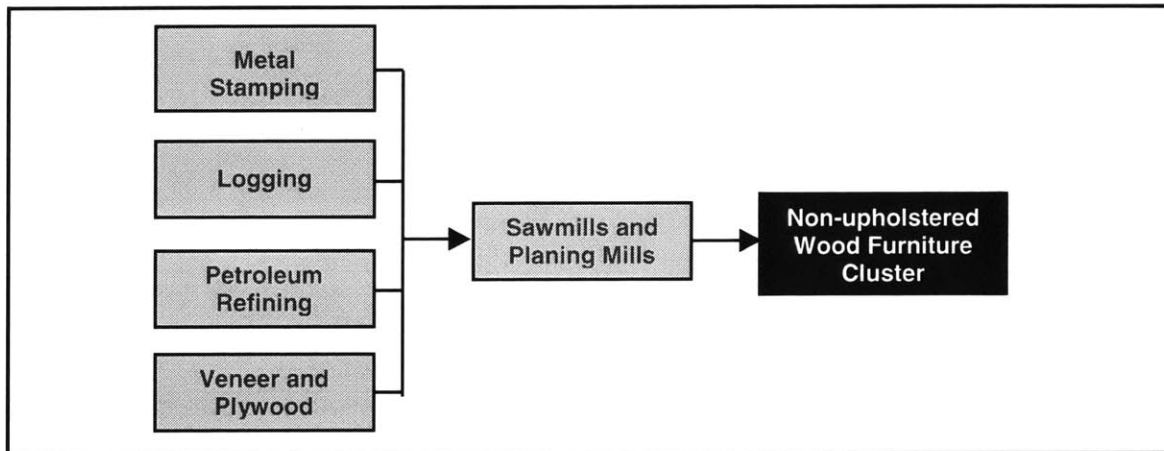 Metal
Stamping
Logging
Petroleum
Refining
Veneer and
Plywood
Sawmills and
Planing Mills
Non-upholstered
Wood Furniture
Cluster